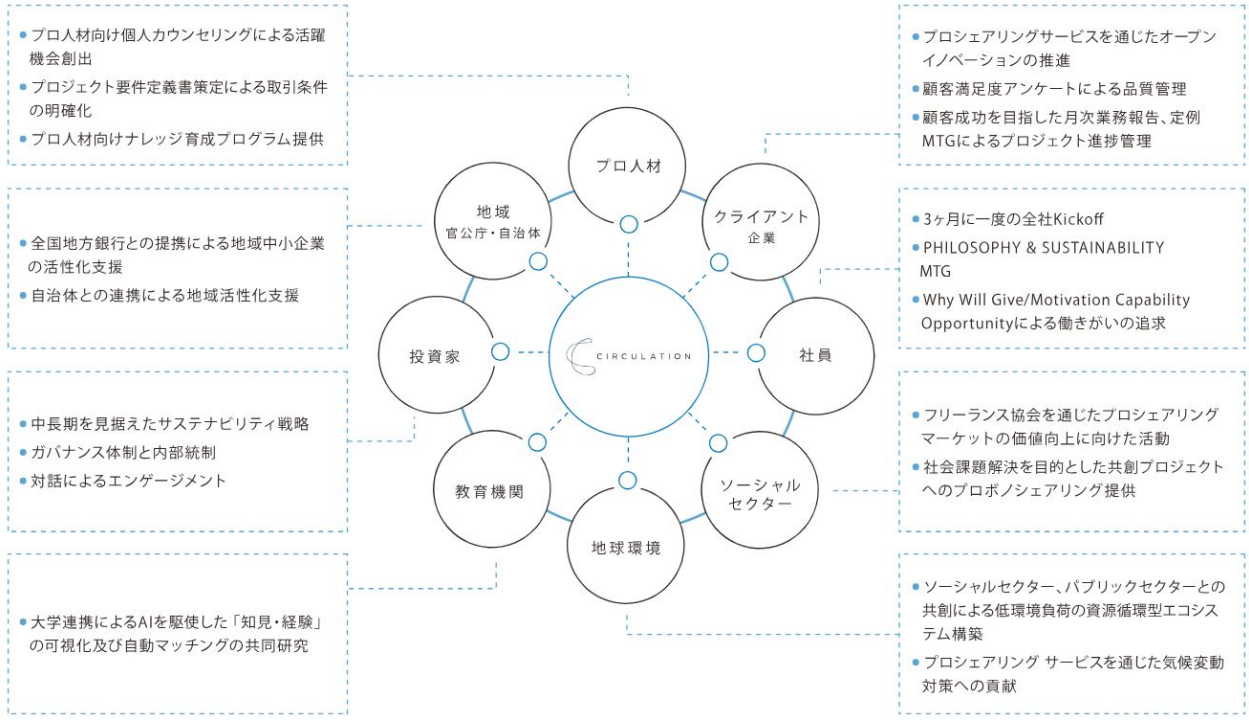 ● プロ人材向け個人カウンセリングによる活躍
機会創出
● プロジェクト要件定義書策定による取引条件
の明確化
● プロ人材向けナレッジ育成プログラム提供
● 全国地方銀行との提携による地域中小企業
の活性化支援
● 自治体との連携による地域活性化支援
● 中長期を見据えたサステナビリティ戦略
● ガバナンス体制と内部統制
● 対話によるエンゲージメント
● 大学連携によるAIを駆使した「知見・経験」
の可視化及び自動マッチングの共同研究
プロ人材
地域
官公庁・自治体
クライアント
企業
投資家
CIRCULATION
社員
教育機関
ソーシャル
セクター
地球環境
● プロシェアリングサービスを通じたオープン
イノベーションの推進
● 顧客満足度アンケートによる品質管理
● 顧客成功を目指した月次業務報告、定例
MTGによるプロジェクト進捗管理
● 3ヶ月に一度の全社Kickoff
● PHILOSOPHY & SUSTAINABILITY
MTG
● Why Will Give/Motivation Capability
Opportunityによる働きがいの追求
● フリーランス協会を通じたプロシェアリング
マーケットの価値向上に向けた活動
● 社会課題解決を目的とした共創プロジェクト
へのプロボノシェアリング提供
● ソーシャルセクター、パブリックセクターとの
共創による低環境負荷の資源循環型エコシス
テム構築
● プロシェアリング サービスを通じた気候変動
対策への貢献